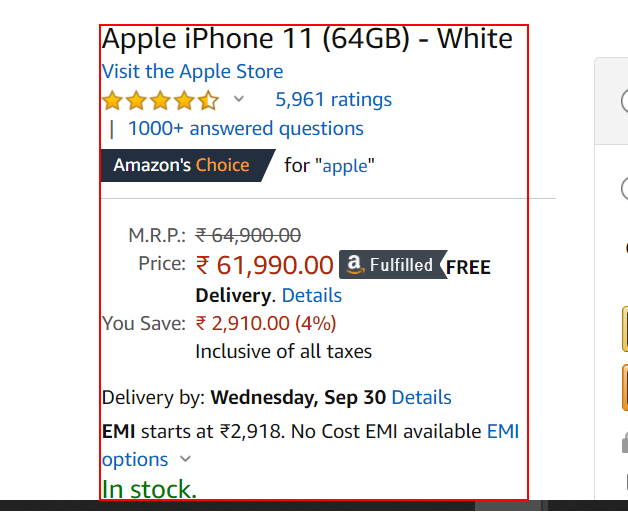 Apple iPhone 11 (64GB) - White
Visit the Apple Store
5,961 ratings
| 1000+ answered questions
Amazon's Choice for "apple"
M.R.P.: ₹ 64,900.00
Price: ₹ 61,990.00 a Fulfilled FREE
Delivery. Details
You Save: ₹ 2,910.00 (4%)
Inclusive of all taxes
Delivery by: Wednesday, Sep 30 Details
EMI starts at ₹2,918. No Cost EMI available EMI
options
In stock.